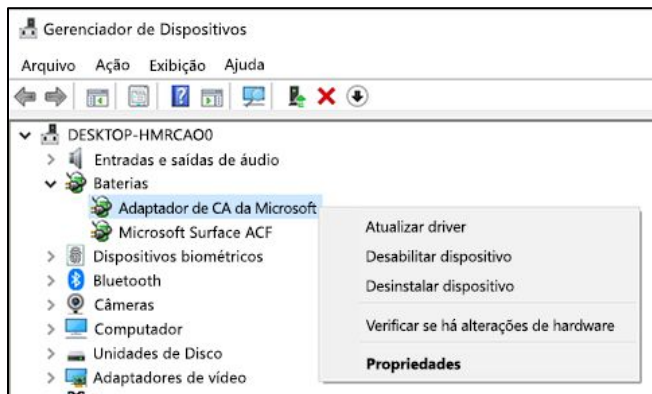 Gerenciador de Dispositivos
Arquivo Ação Exibição Ajuda
DESKTOP-HMRCAO0
Entradas e saídas de áudio
Baterias
Adaptador de CA da Microsoft
Microsoft Surface ACF
Dispositivos biométricos
Bluetooth
Câmeras
Computador
Unidades de Disco
Adaptadores de vídeo
Atualizar driver
Desabilitar dispositivo
Desinstalar dispositivo
Verificar se há alterações de hardware
Propriedades